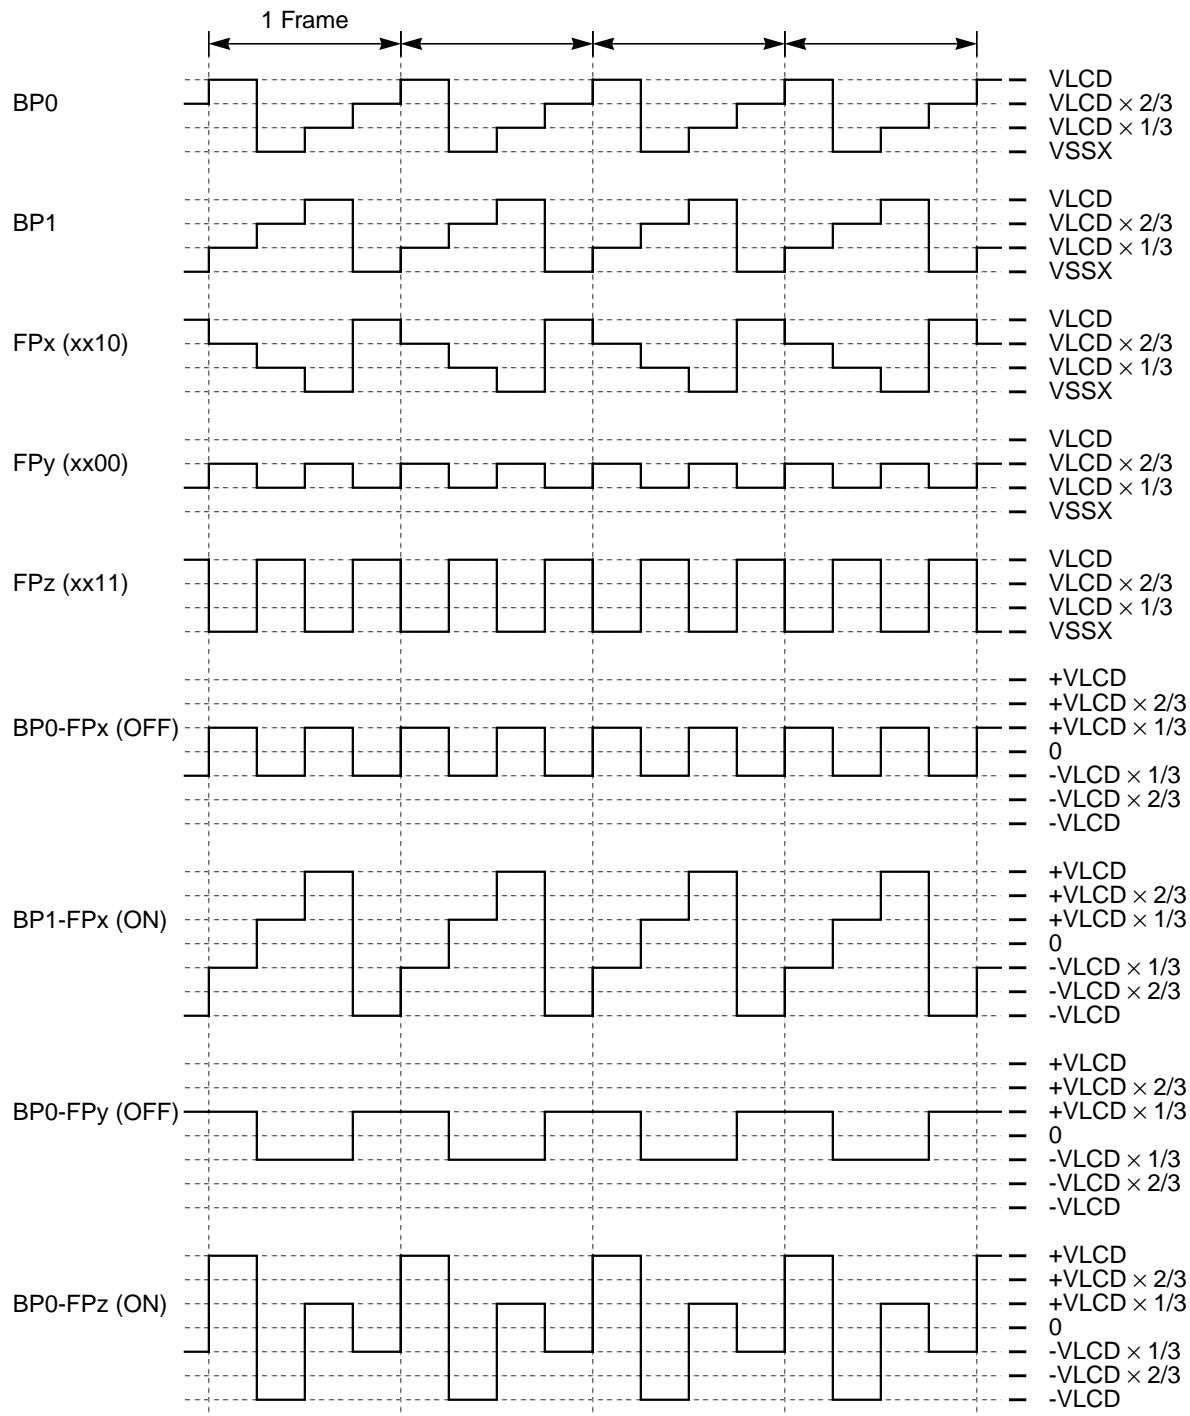 1 Frame
BP0
VLCD
VLCD × 2/3
VLCD × 1/3
VSSX
BP1
VLCD
VLCD × 2/3
VLCD × 1/3
VSSX
FPx (xx10)
VLCD
VLCD × 2/3
VLCD × 1/3
VSSX
FPy (xx00)
VLCD
VLCD × 2/3
VLCD × 1/3
VSSX
FPz (xx11)
VLCD
VLCD × 2/3
VLCD × 1/3
VSSX
BP0-FPx (OFF)
+VLCD
+VLCD × 2/3
+VLCD × 1/3
0
-VLCD × 1/3
-VLCD × 2/3
-VLCD
BP1-FPx (ON)
+VLCD
+VLCD × 2/3
+VLCD × 1/3
0
-VLCD × 1/3
-VLCD × 2/3
-VLCD
BP0-FPy (OFF)
+VLCD
+VLCD × 2/3
+VLCD × 1/3
0
-VLCD × 1/3
-VLCD × 2/3
-VLCD
BP0-FPz (ON)
+VLCD
+VLCD × 2/3
+VLCD × 1/3
0
-VLCD × 1/3
-VLCD × 2/3
-VLCD